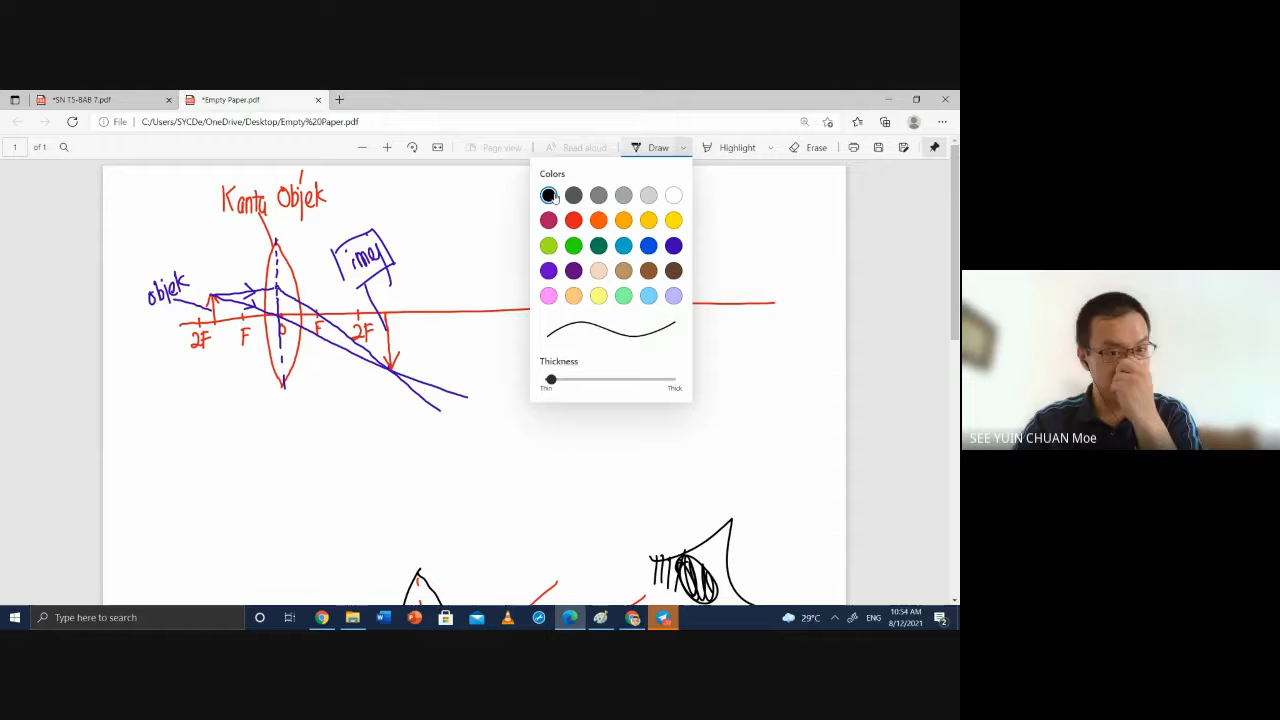 *SN T5-BAB 7.pdf
*Empty Paper.pdf
File
C:/Users/SYCDe/OneDrive/Desktop/Empty%20Paper.pdf
1
of 1
Page view
Read aloud
Draw
Highlight
Erase
Colors
Thickness
Thin
Thick
Kanta Objek
objek
imej
2F
F
O
F
2F
SEE YUIN CHUAN Moe
Type here to search
29°C
ENG
10:54 AM
8/12/2021
2